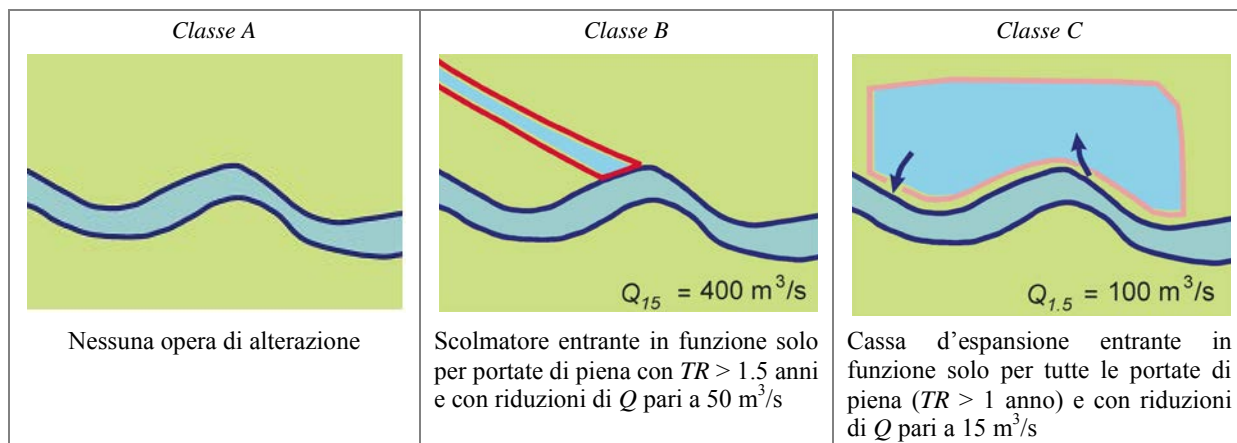 Classe A
Classe B
Classe C
Q15 = 400 m3/s
Q1.5 = 100 m3/s
Nessuna opera di alterazione
Scolmatore entrante in funzione solo
per portate di piena con TR > 1.5 anni
e con riduzioni di Q pari a 50 m3/s
Cassa d'espansione entrante in
funzione solo per tutte le portate di
piena (TR > 1 anno) e con riduzioni
di Q pari a 15 m3/s